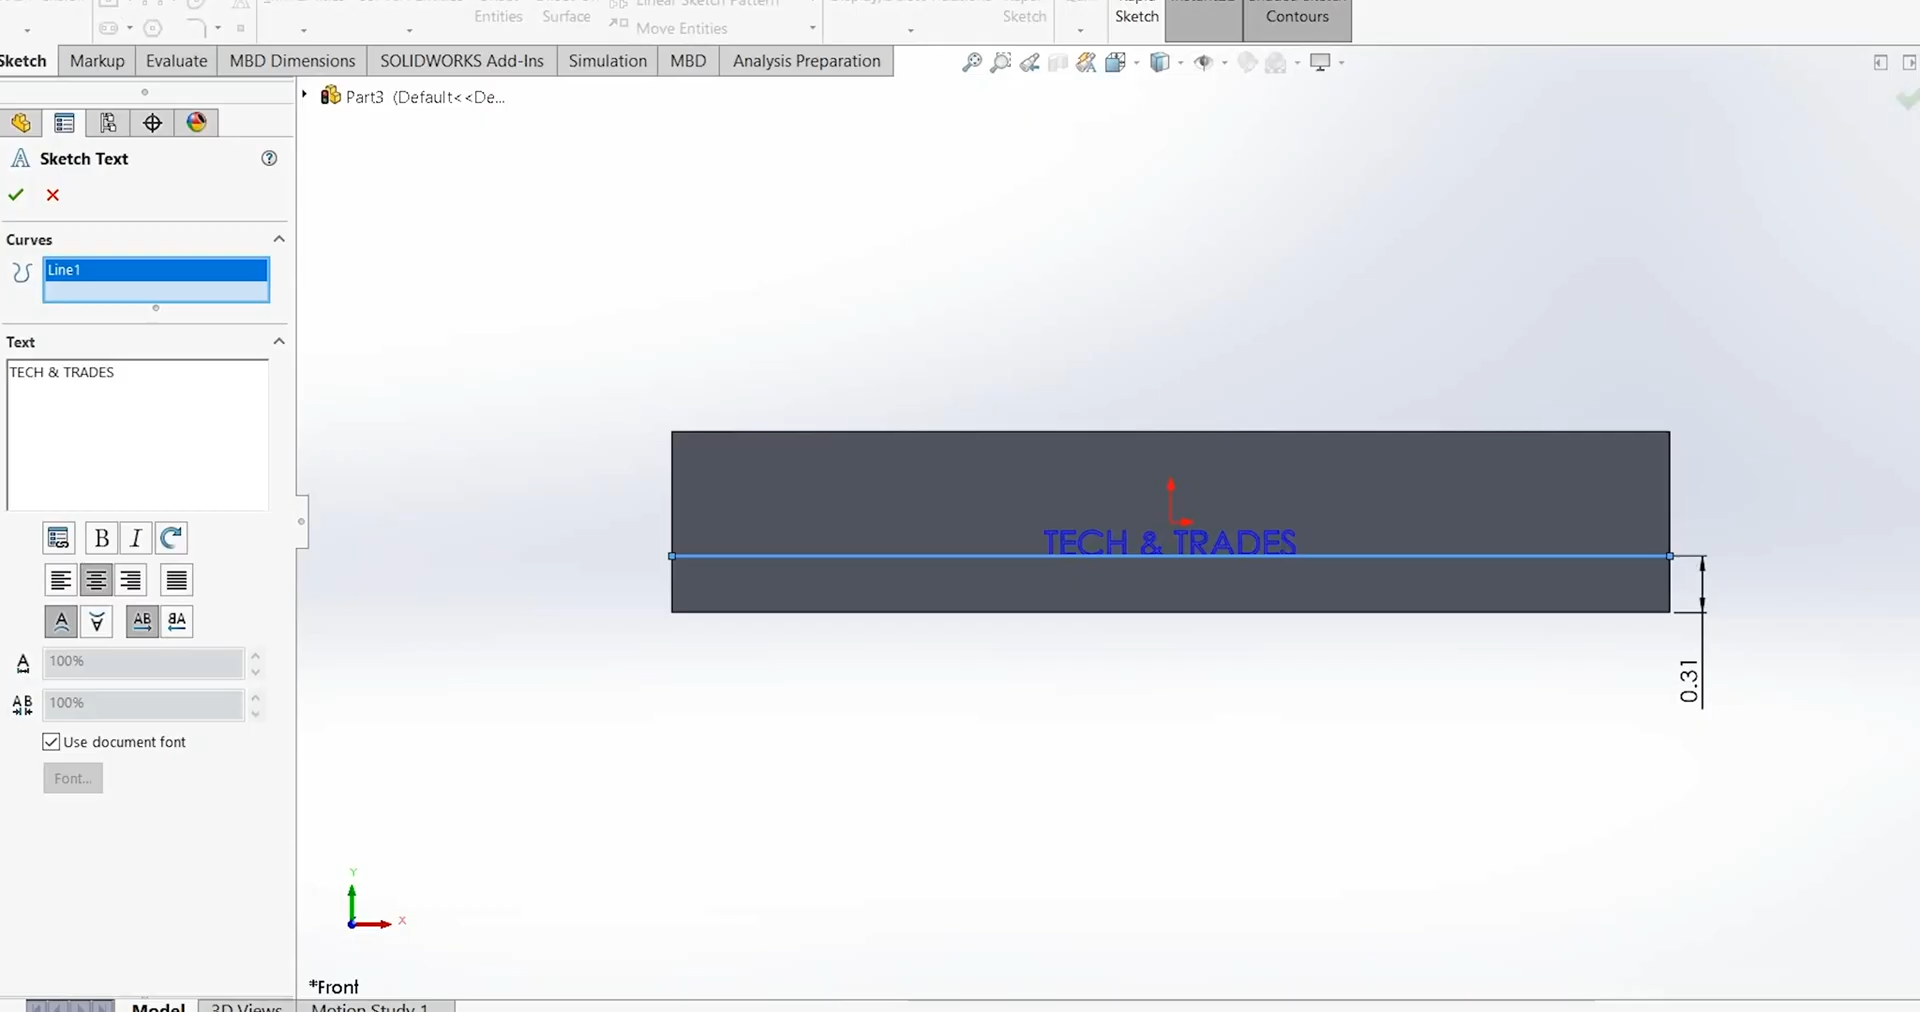 Entities
Surface
Move Entities
Sketch
Sketch
Contours
Sketch
Markup
Evaluate
MBD Dimensions
SOLIDWORKS Add-Ins
Simulation
MBD
Analysis Preparation
Part3 (Default<<De...
Sketch Text
Curves
Line1
Text
TECH & TRADES
B
I
AB
100%
AB
100%
Use document font
Font...
TECH & TRADES
0.31
Y
X
*Front
Model
3D Views
Motion Study 1